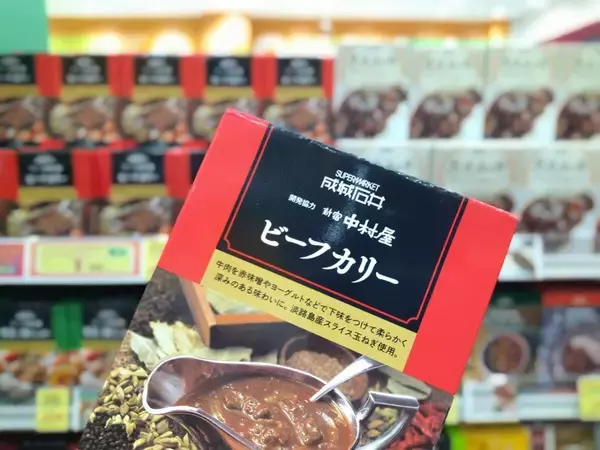 SUPERMARKET
成城石井
開発協力 新宿 中村屋
ビーフカリー
牛肉を赤味噌やヨーグルトなどで下味をつけて柔らかく
深みのある味わいに。淡路島産スライス玉ねぎ使用。